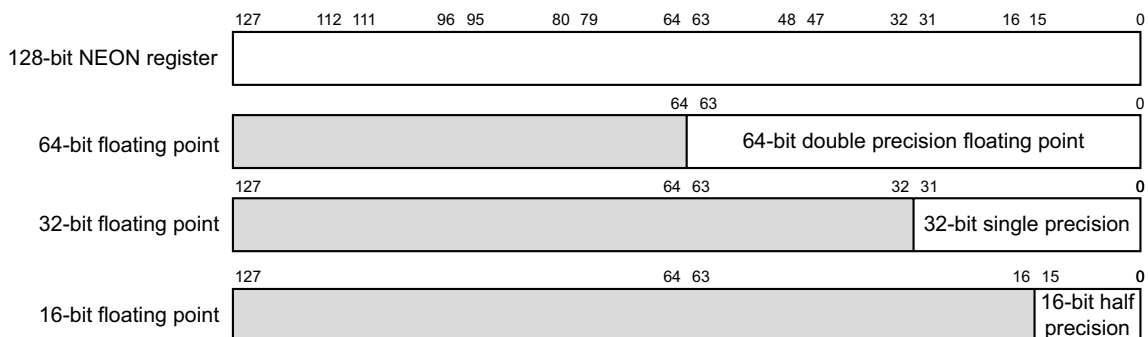 127 112 111 96 95 80 79 64 63 48 47 32 31 16 15 0
128-bit NEON register
64 63 0
64-bit floating point 64-bit double precision floating point
127 64 63 32 31 0
32-bit floating point 32-bit single precision
127 64 63 16 15 0
16-bit floating point 16-bit half
precision